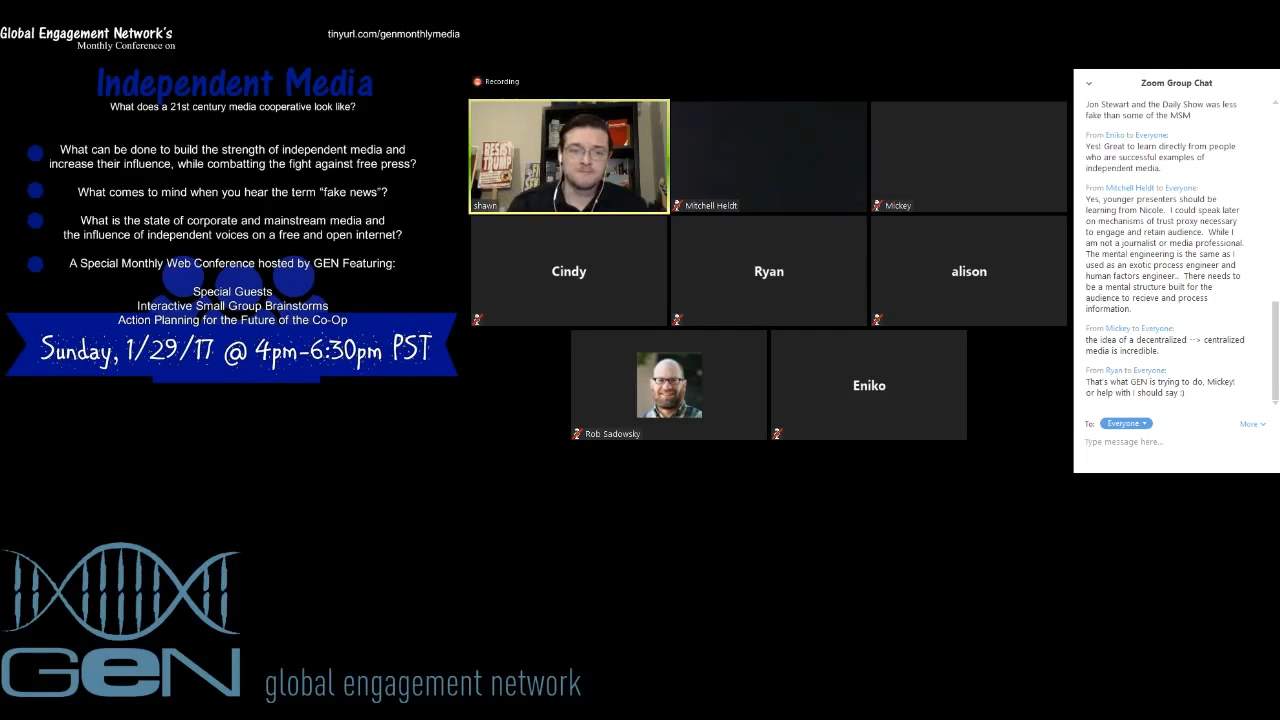 Global Engagement Network's
Monthly Conference on
tinyurl.com/genmonthlymedia
Independent Media
What does a 21st century media cooperative look like?
What can be done to build the strength of independent media and
increase their influence, while combatting the fight against free press?
What comes to mind when you hear the term “fake news”?
What is the state of corporate and mainstream media and
the influence of independent voices on a free and open internet?
A Special Monthly Web Conference hosted by GEN Featuring:
Special Guests
Interactive Small Group Brainstorms
Action Planning for the Future of the Co-Op
Sunday, 1/29/17 @ 4pm-6:30pm PST
GeN
global engagement network
Recording
RESIST
TRUMP
shawn
Mitchell Heldt
Mickey
Cindy
Ryan
alison
Rob Sadowsky
Eniko
Zoom Group Chat
Jon Stewart and the Daily Show was less
fake than some of the MSM
From Eniko to Everyone:
Yes! Great to learn directly from people
who are successful examples of
independent media.
From Mitchell Heldt to Everyone:
Yes, younger presenters should be
learning from Nicole. I could speak later
on mechanisms of trust proxy necessary
to engage and retain audience. While I
am not a journalist or media professional.
The mental engineering is the same as I
used as an exotic process engineer and
human factors engineer.. There needs to
be a mental structure built for the
audience to recieve and process
information.
From Mickey to Everyone:
the idea of a decentralized --> centralized
media is incredible.
From Ryan to Everyone:
That's what GEN is trying to do, Mickey!
or help with I should say :)
To: Everyone
More
Type message here...